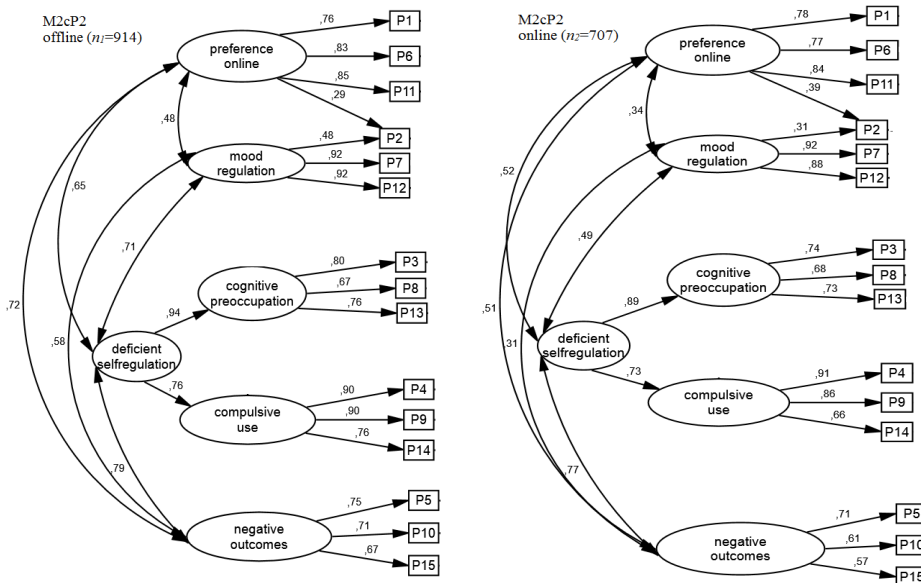 M2cP2
offline (n1=914)
preference
online
,76
P1
,83
P6
,85
P11
,29
,48
mood
regulation
,48
P2
,92
P7
,92
P12
,65
,71
,72
,58
cognitive
preoccupation
,80
P3
,67
P8
,76
P13
,94
deficient
selfregulation
,76
compulsive
use
,90
P4
,90
P9
,76
P14
,79
negative
outcomes
,75
P5
,71
P10
,67
P15
M2cP2
online (n2=707)
preference
online
,78
P1
,77
P6
,84
P11
,39
,34
mood
regulation
,31
P2
,92
P7
,88
P12
,52
,49
,51
,31
cognitive
preoccupation
,74
P3
,68
P8
,73
P13
,89
deficient
selfregulation
,73
compulsive
use
,91
P4
,86
P9
,66
P14
,77
negative
outcomes
,71
P5
,61
P10
,57
P15